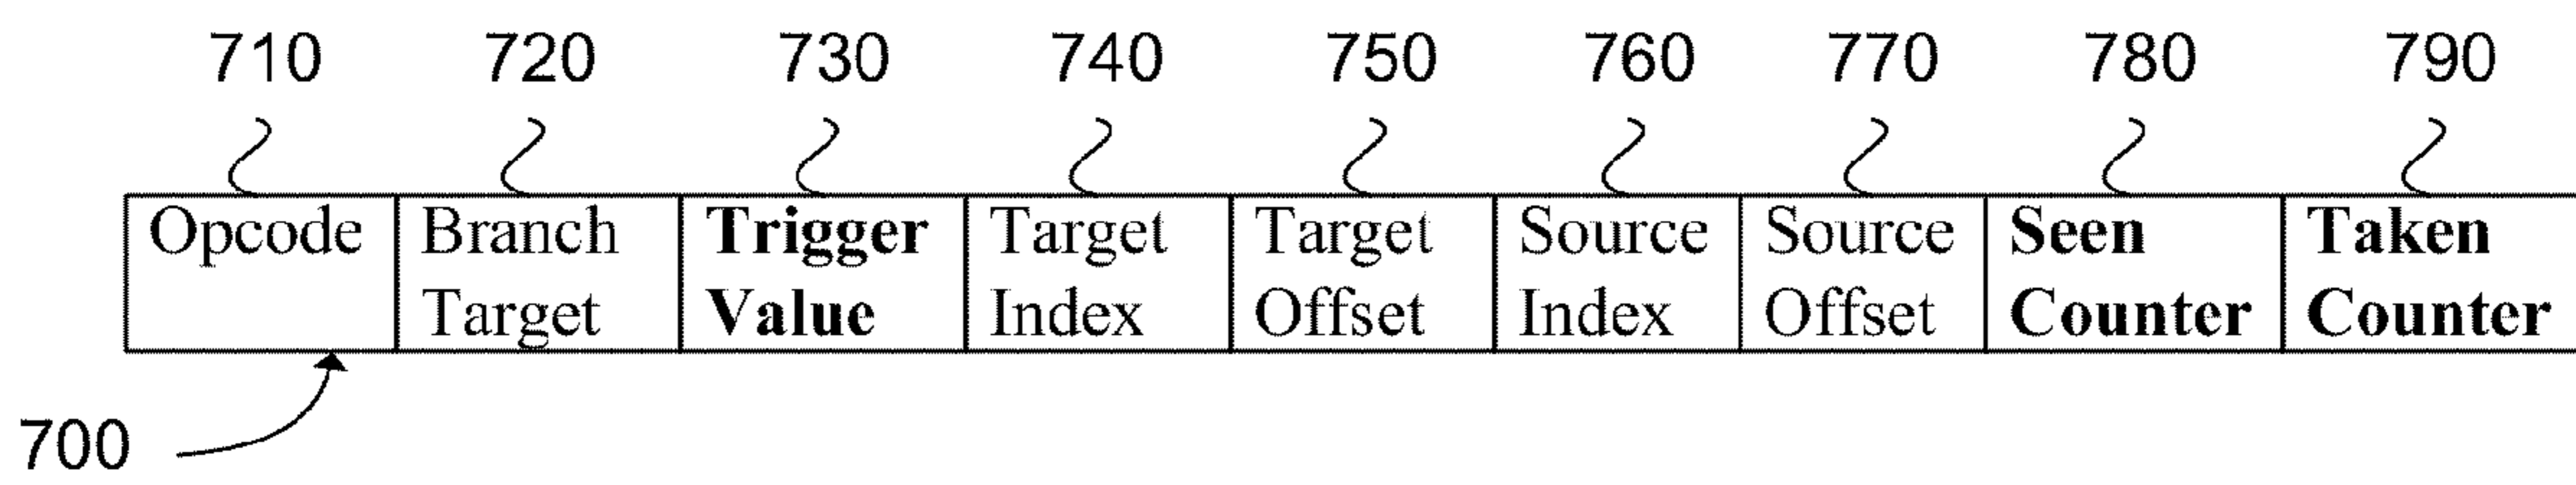 710 720 730 740 750 760 770 780 790
Opcode Branch Trigger Target Target Source Source Seen Taken
Target Value Index Offset Index Offset Counter Counter
700